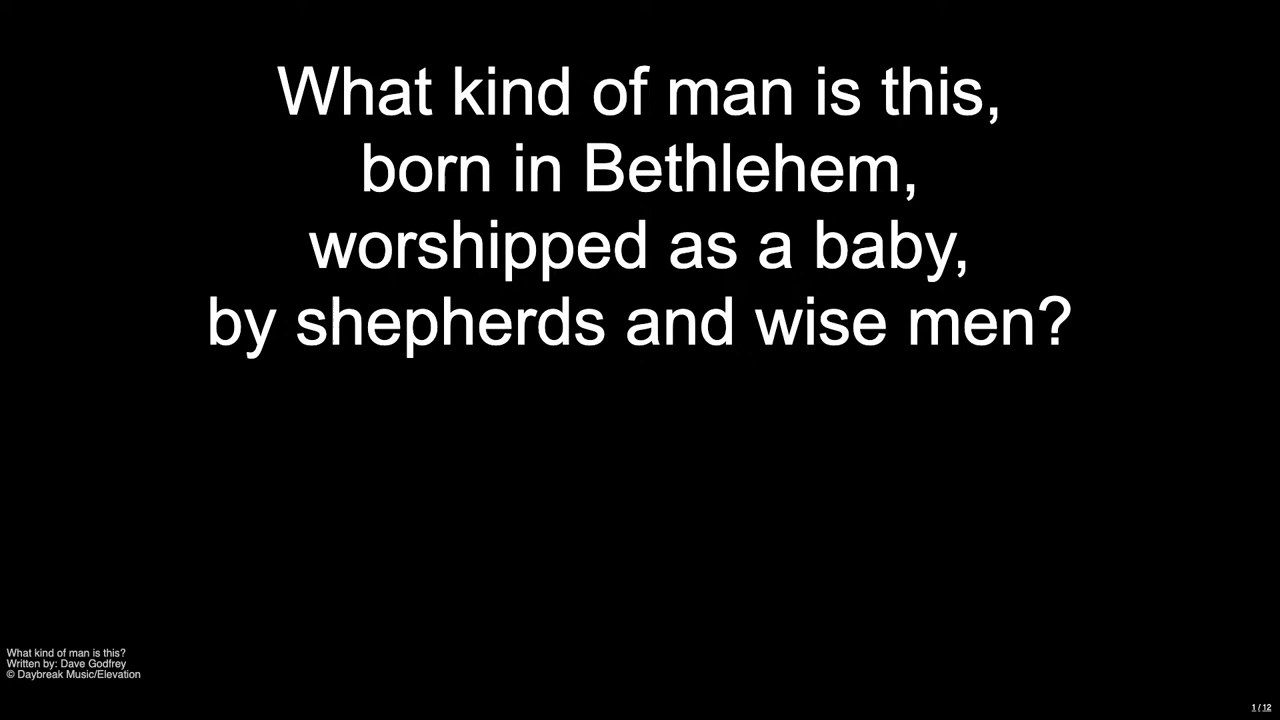 What kind of man is this,
born in Bethlehem,
worshipped as a baby,
by shepherds and wise men?
What kind of man is this?
Written by: Dave Godfrey
© Daybreak Music/Elevation
1 / 12